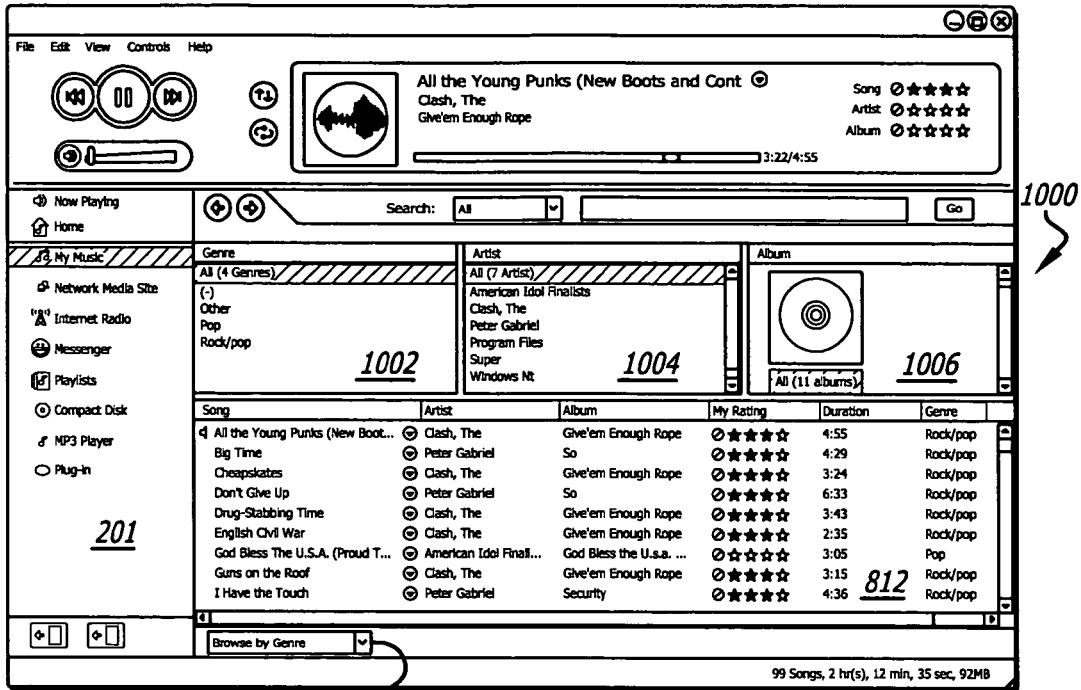 File Edit View Controls Help
All the Young Punks (New Boots and Cont
Clash, The
Give'em Enough Rope
3:22/4:55
Song
Artist
Album
1000
Now Playing
Home
My Music
Network Media Site
Internet Radio
Messenger
Playlists
Compact Disk
MP3 Player
Plug-in
201
Search: All Go
Genre
All (4 Genres)
(-)
Other
Pop
Rock/pop
1002
Artist
All (7 Artist)
American Idol Finalists
Clash, The
Peter Gabriel
Program Files
Super
Windows Nt
1004
Album
All (11 albums)
1006
Song Artist Album My Rating Duration Genre
All the Young Punks (New Boot... Clash, The Give'em Enough Rope 4:55 Rock/pop
Big Time Peter Gabriel So 4:29 Rock/pop
Cheapskates Clash, The Give'em Enough Rope 3:24 Rock/pop
Don't Give Up Peter Gabriel So 6:33 Rock/pop
Drug-Stabbing Time Clash, The Give'em Enough Rope 3:43 Rock/pop
English Civil War Clash, The Give'em Enough Rope 2:35 Rock/pop
God Bless The U.S.A. (Proud T... American Idol Finali... God Bless the U.s.a. ... 3:05 Pop
Guns on the Roof Clash, The Give'em Enough Rope 3:15 Rock/pop
I Have the Touch Peter Gabriel Security 4:36 Rock/pop
812
Browse by Genre
99 Songs, 2 hr(s), 12 min, 35 sec, 92MB